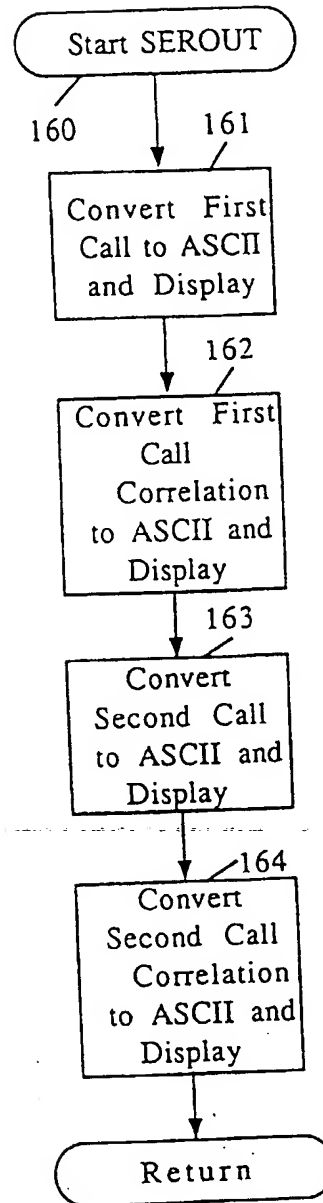 Start SEROUT
160
161
Convert First
Call to ASCII
and Display
162
Convert First
Call
Correlation
to ASCII and
Display
163
Convert
Second Call
to ASCII and
Display
164
Convert
Second Call
Correlation
to ASCII and
Display
Return